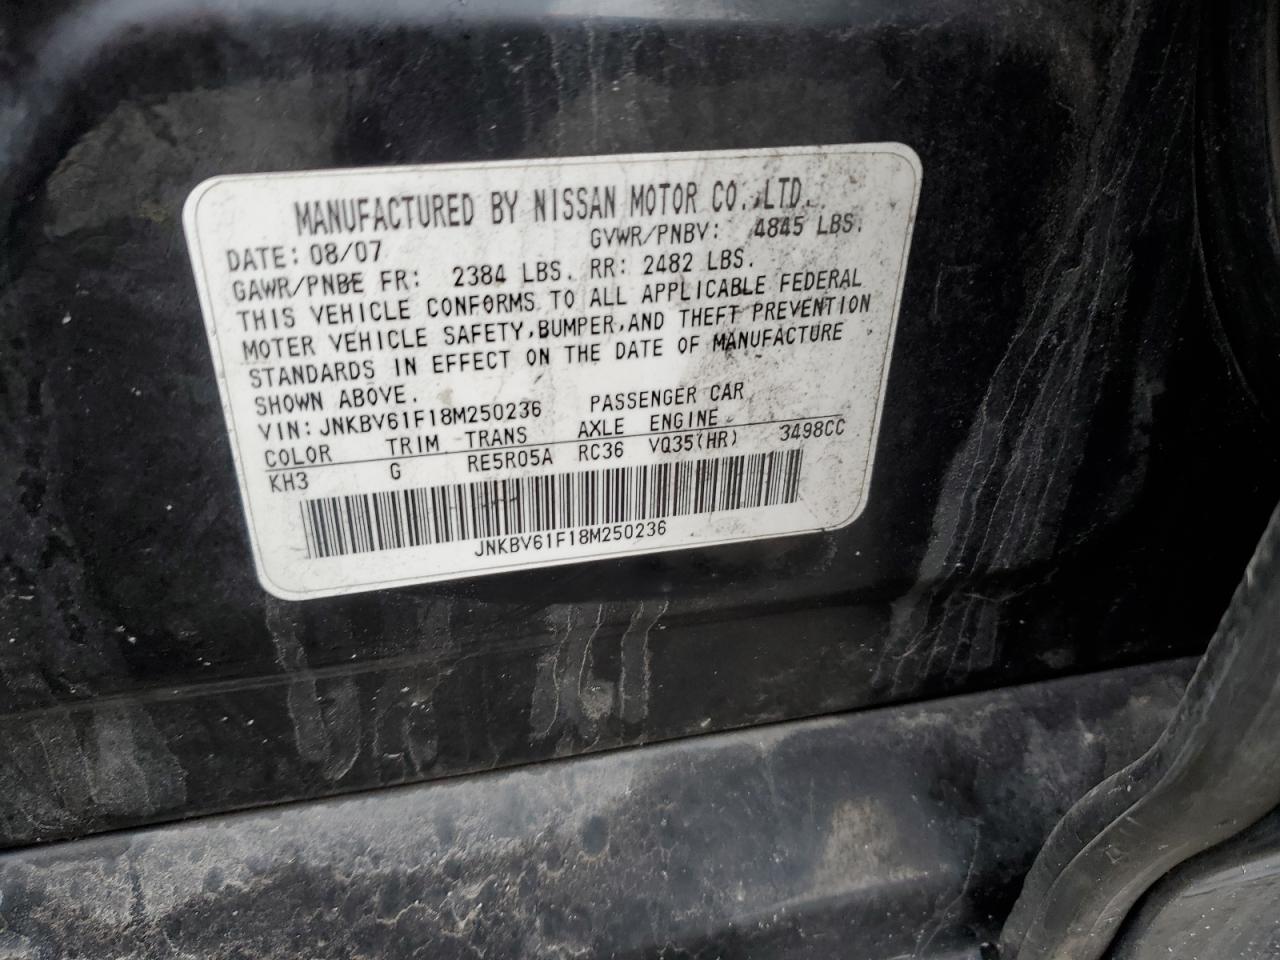 MANUFACTURED BY NISSAN MOTOR CO.,LTD.
DATE: 08/07 GVWR/PNBV: 4845 LBS.
GAWR/PNBE FR: 2384 LBS. RR: 2482 LBS.
THIS VEHICLE CONFORMS TO ALL APPLICABLE FEDERAL
MOTER VEHICLE SAFETY,BUMPER,AND THEFT PREVENTION
STANDARDS IN EFFECT ON THE DATE OF MANUFACTURE
SHOWN ABOVE.
VIN: JNKBV61F18M250236 PASSENGER CAR
COLOR TRIM TRANS AXLE ENGINE
KH3 G RE5R05A RC36 VQ35(HR) 3498CC
JNKBV61F18M250236